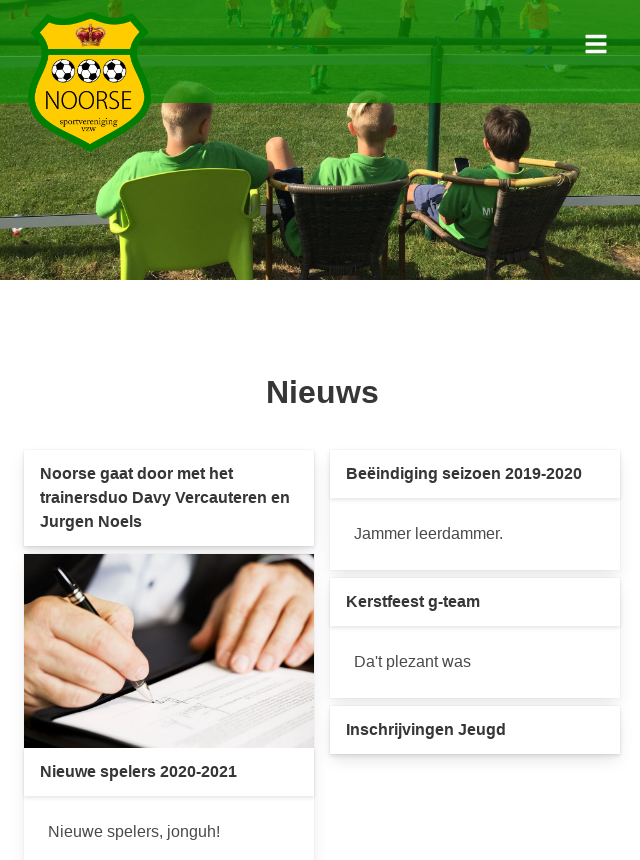 NOORSE
sportvereniging
vzw
Nieuws
Noorse gaat door met het
trainersduo Davy Vercauteren en
Jurgen Noels
Nieuwe spelers 2020-2021
Nieuwe spelers, jonguh!
Beëindiging seizoen 2019-2020
Jammer leerdammer.
Kerstfeest g-team
Da't plezant was
Inschrijvingen Jeugd